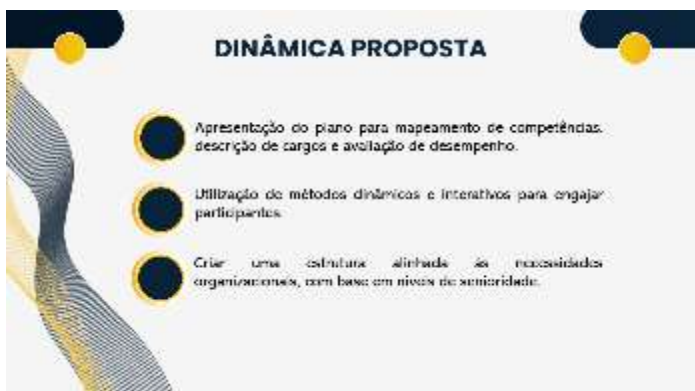 DINÂMICA PROPOSTA
Apresentação do plano para mapeamento de competências,
descrição de cargos e avaliação de desempenho.
Utilização de métodos dinâmicos e interativos para engajar
participantes.
Criar uma estrutura alinhada às necessidades
organizacionais, com base em níveis de senioridade.